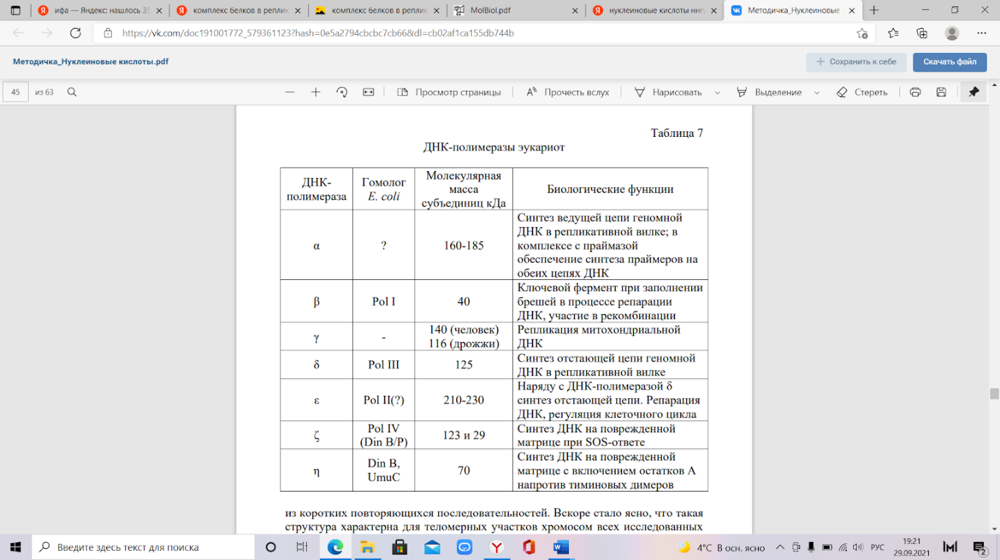 ифа — Яндекс: нашлось 35
комплекс белков в реплик
комплекс белков в реплик
MolBiol.pdf
нуклеиновые кислоты ннгу
Методичка_Нуклеиновые
https://vk.com/doc191001772_579361123?hash=0e5a2794cbcbc7cb66&dl=cb02af1ca155db744b
Методичка_Нуклеиновые кислоты.pdf
+ Сохранить к себе
Скачать файл
45 из 63
Просмотр страницы
Прочесть вслух
Нарисовать
Выделение
Стереть
Таблица 7
ДНК-полимеразы эукариот
ДНК-
полимераза
Гомолог
E. coli
Молекулярная
масса
субъединиц кДа
Биологические функции
α
?
160-185
Синтез ведущей цепи геномной
ДНК в репликативной вилке; в
комплексе с праймазой
обеспечение синтеза праймеров на
обеих цепях ДНК
β
Pol I
40
Ключевой фермент при заполнении
брешей в процессе репарации
ДНК, участие в рекомбинации
γ
-
140 (человек)
116 (дрожжи)
Репликация митохондриальной
ДНК
δ
Pol III
125
Синтез отстающей цепи геномной
ДНК в репликативной вилке
ε
Pol II(?)
210-230
Наряду с ДНК-полимеразой δ
синтез отстающей цепи. Репарация
ДНК, регуляция клеточного цикла
ζ
Pol IV
(Din B/P)
123 и 29
Синтез ДНК на поврежденной
матрице при SOS-ответе
η
Din B,
UmuC
70
Синтез ДНК на поврежденной
матрице с включением остатков А
напротив тиминовых димеров
из коротких повторяющихся последовательностей. Вскоре стало ясно, что такая
структура характерна для теломерных участков хромосом всех исследованных
Введите здесь текст для поиска
4°C В осн. ясно
РУС
19:21
29.09.2021
2